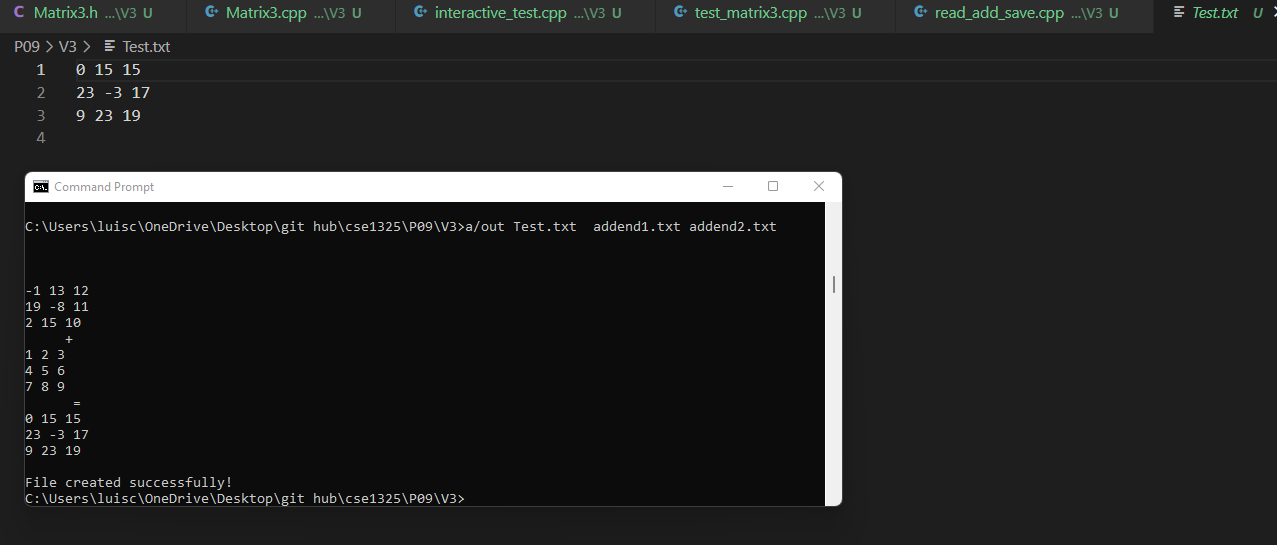 Matrix3.h ...\V3 U Matrix3.cpp ...\V3 U interactive_test.cpp ...\V3 U test_matrix3.cpp ...\V3 U read_add_save.cpp ...\V3 U Test.txt U
P09 > V3 > Test.txt
1 0 15 15
2 23 -3 17
3 9 23 19
4
Command Prompt
C:\Users\luisc\OneDrive\Desktop\git hub\cse1325\P09\V3>a/out Test.txt  addend1.txt addend2.txt
-1 13 12
19 -8 11
2 15 10
+
1 2 3
4 5 6
7 8 9
=
0 15 15
23 -3 17
9 23 19
File created successfully!
C:\Users\luisc\OneDrive\Desktop\git hub\cse1325\P09\V3>